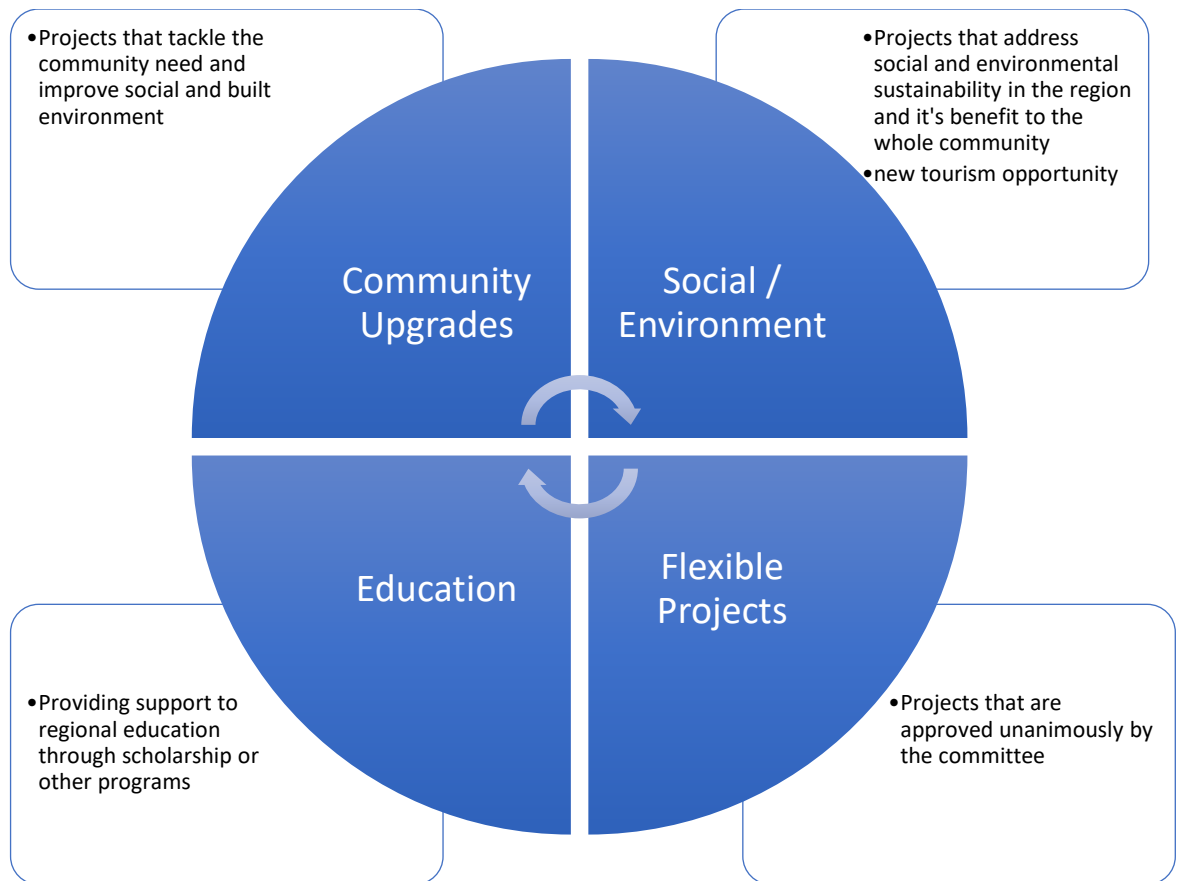 •Projects that tackle the
community need and
improve social and built
environment
•Projects that address
social and environmental
sustainability in the region
and it's benefit to the
whole community
•new tourism opportunity
Community
Upgrades
Social /
Environment
Education
Flexible
Projects
•Providing support to
regional education
through scholarship or
other programs
•Projects that are
approved unanimously by
the committee